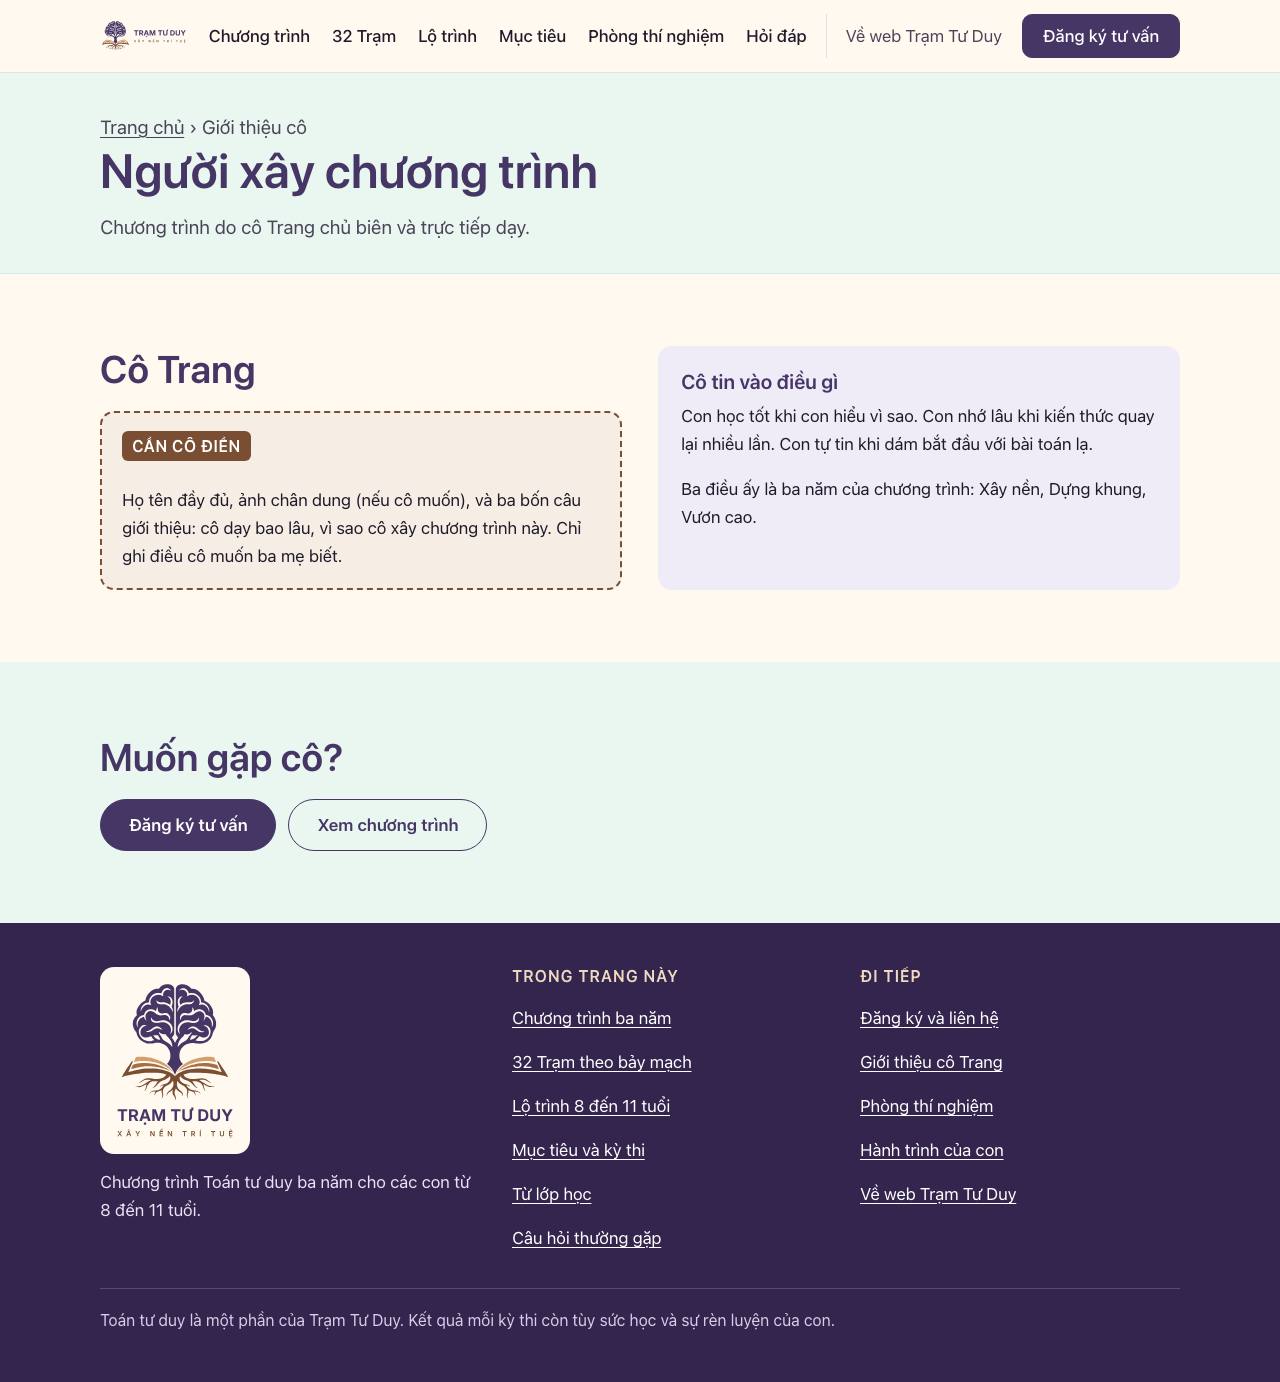 TRẠM TƯ DUY
XÂY NỀN TRÍ TUỆ
Chương trình
32 Trạm
Lộ trình
Mục tiêu
Phòng thí nghiệm
Hỏi đáp
Về web Trạm Tư Duy
Đăng ký tư vấn
Trang chủ › Giới thiệu cô
Người xây chương trình
Chương trình do cô Trang chủ biên và trực tiếp dạy.
Cô Trang
CẦN CÔ ĐIỀN
Họ tên đầy đủ, ảnh chân dung (nếu cô muốn), và ba bốn câu
giới thiệu: cô dạy bao lâu, vì sao cô xây chương trình này. Chỉ
ghi điều cô muốn ba mẹ biết.
Cô tin vào điều gì
Con học tốt khi con hiểu vì sao. Con nhớ lâu khi kiến thức quay
lại nhiều lần. Con tự tin khi dám bắt đầu với bài toán lạ.
Ba điều ấy là ba năm của chương trình: Xây nền, Dựng khung,
Vươn cao.
Muốn gặp cô?
Đăng ký tư vấn
Xem chương trình
TRẠM TƯ DUY
XÂY NỀN TRÍ TUỆ
Chương trình Toán tư duy ba năm cho các con từ
8 đến 11 tuổi.
TRONG TRANG NÀY
Chương trình ba năm
32 Trạm theo bảy mạch
Lộ trình 8 đến 11 tuổi
Mục tiêu và kỳ thi
Từ lớp học
Câu hỏi thường gặp
ĐI TIẾP
Đăng ký và liên hệ
Giới thiệu cô Trang
Phòng thí nghiệm
Hành trình của con
Về web Trạm Tư Duy
Toán tư duy là một phần của Trạm Tư Duy. Kết quả mỗi kỳ thi còn tùy sức học và sự rèn luyện của con.